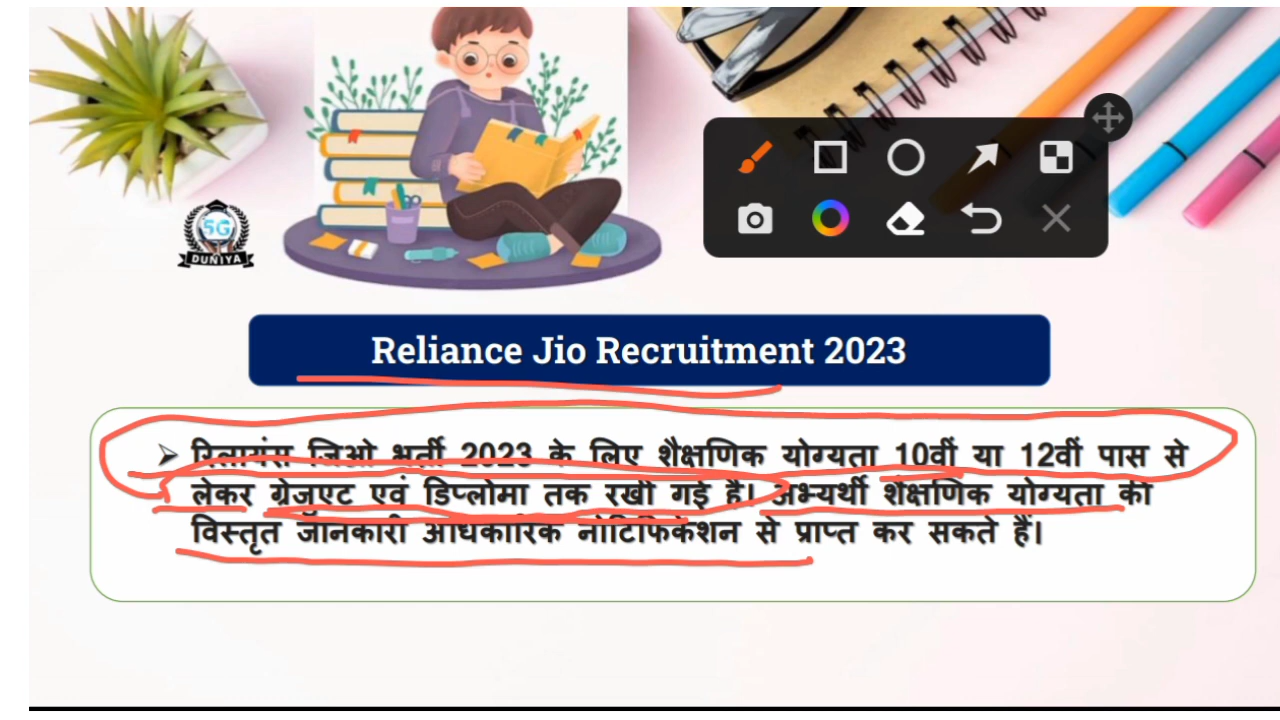 5G
DUNIYA
Reliance Jio Recruitment 2023
➢ रिलायंस जिओ भर्ती 2023 के लिए शैक्षणिक योग्यता 10वीं या 12वीं पास से
लेकर ग्रेजुएट एवं डिप्लोमा तक रखी गई है। अभ्यर्थी शैक्षणिक योग्यता की
विस्तृत जानकारी आधिकारिक नोटिफिकेशन से प्राप्त कर सकते हैं।